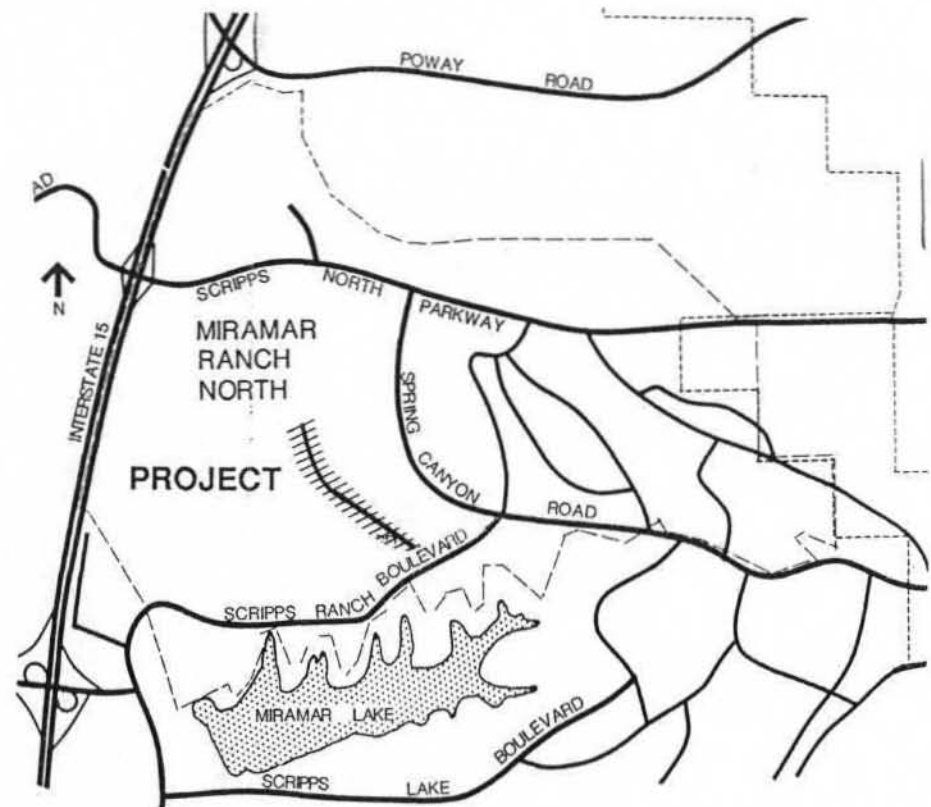 POWAY ROAD
AD
N
SCRIPPS NORTH PARKWAY
MIRAMAR
RANCH
NORTH
INTERSTATE 15
SPRING CANYON ROAD
PROJECT
SCRIPPS RANCH BOULEVARD
MIRAMAR LAKE
SCRIPPS LAKE BOULEVARD